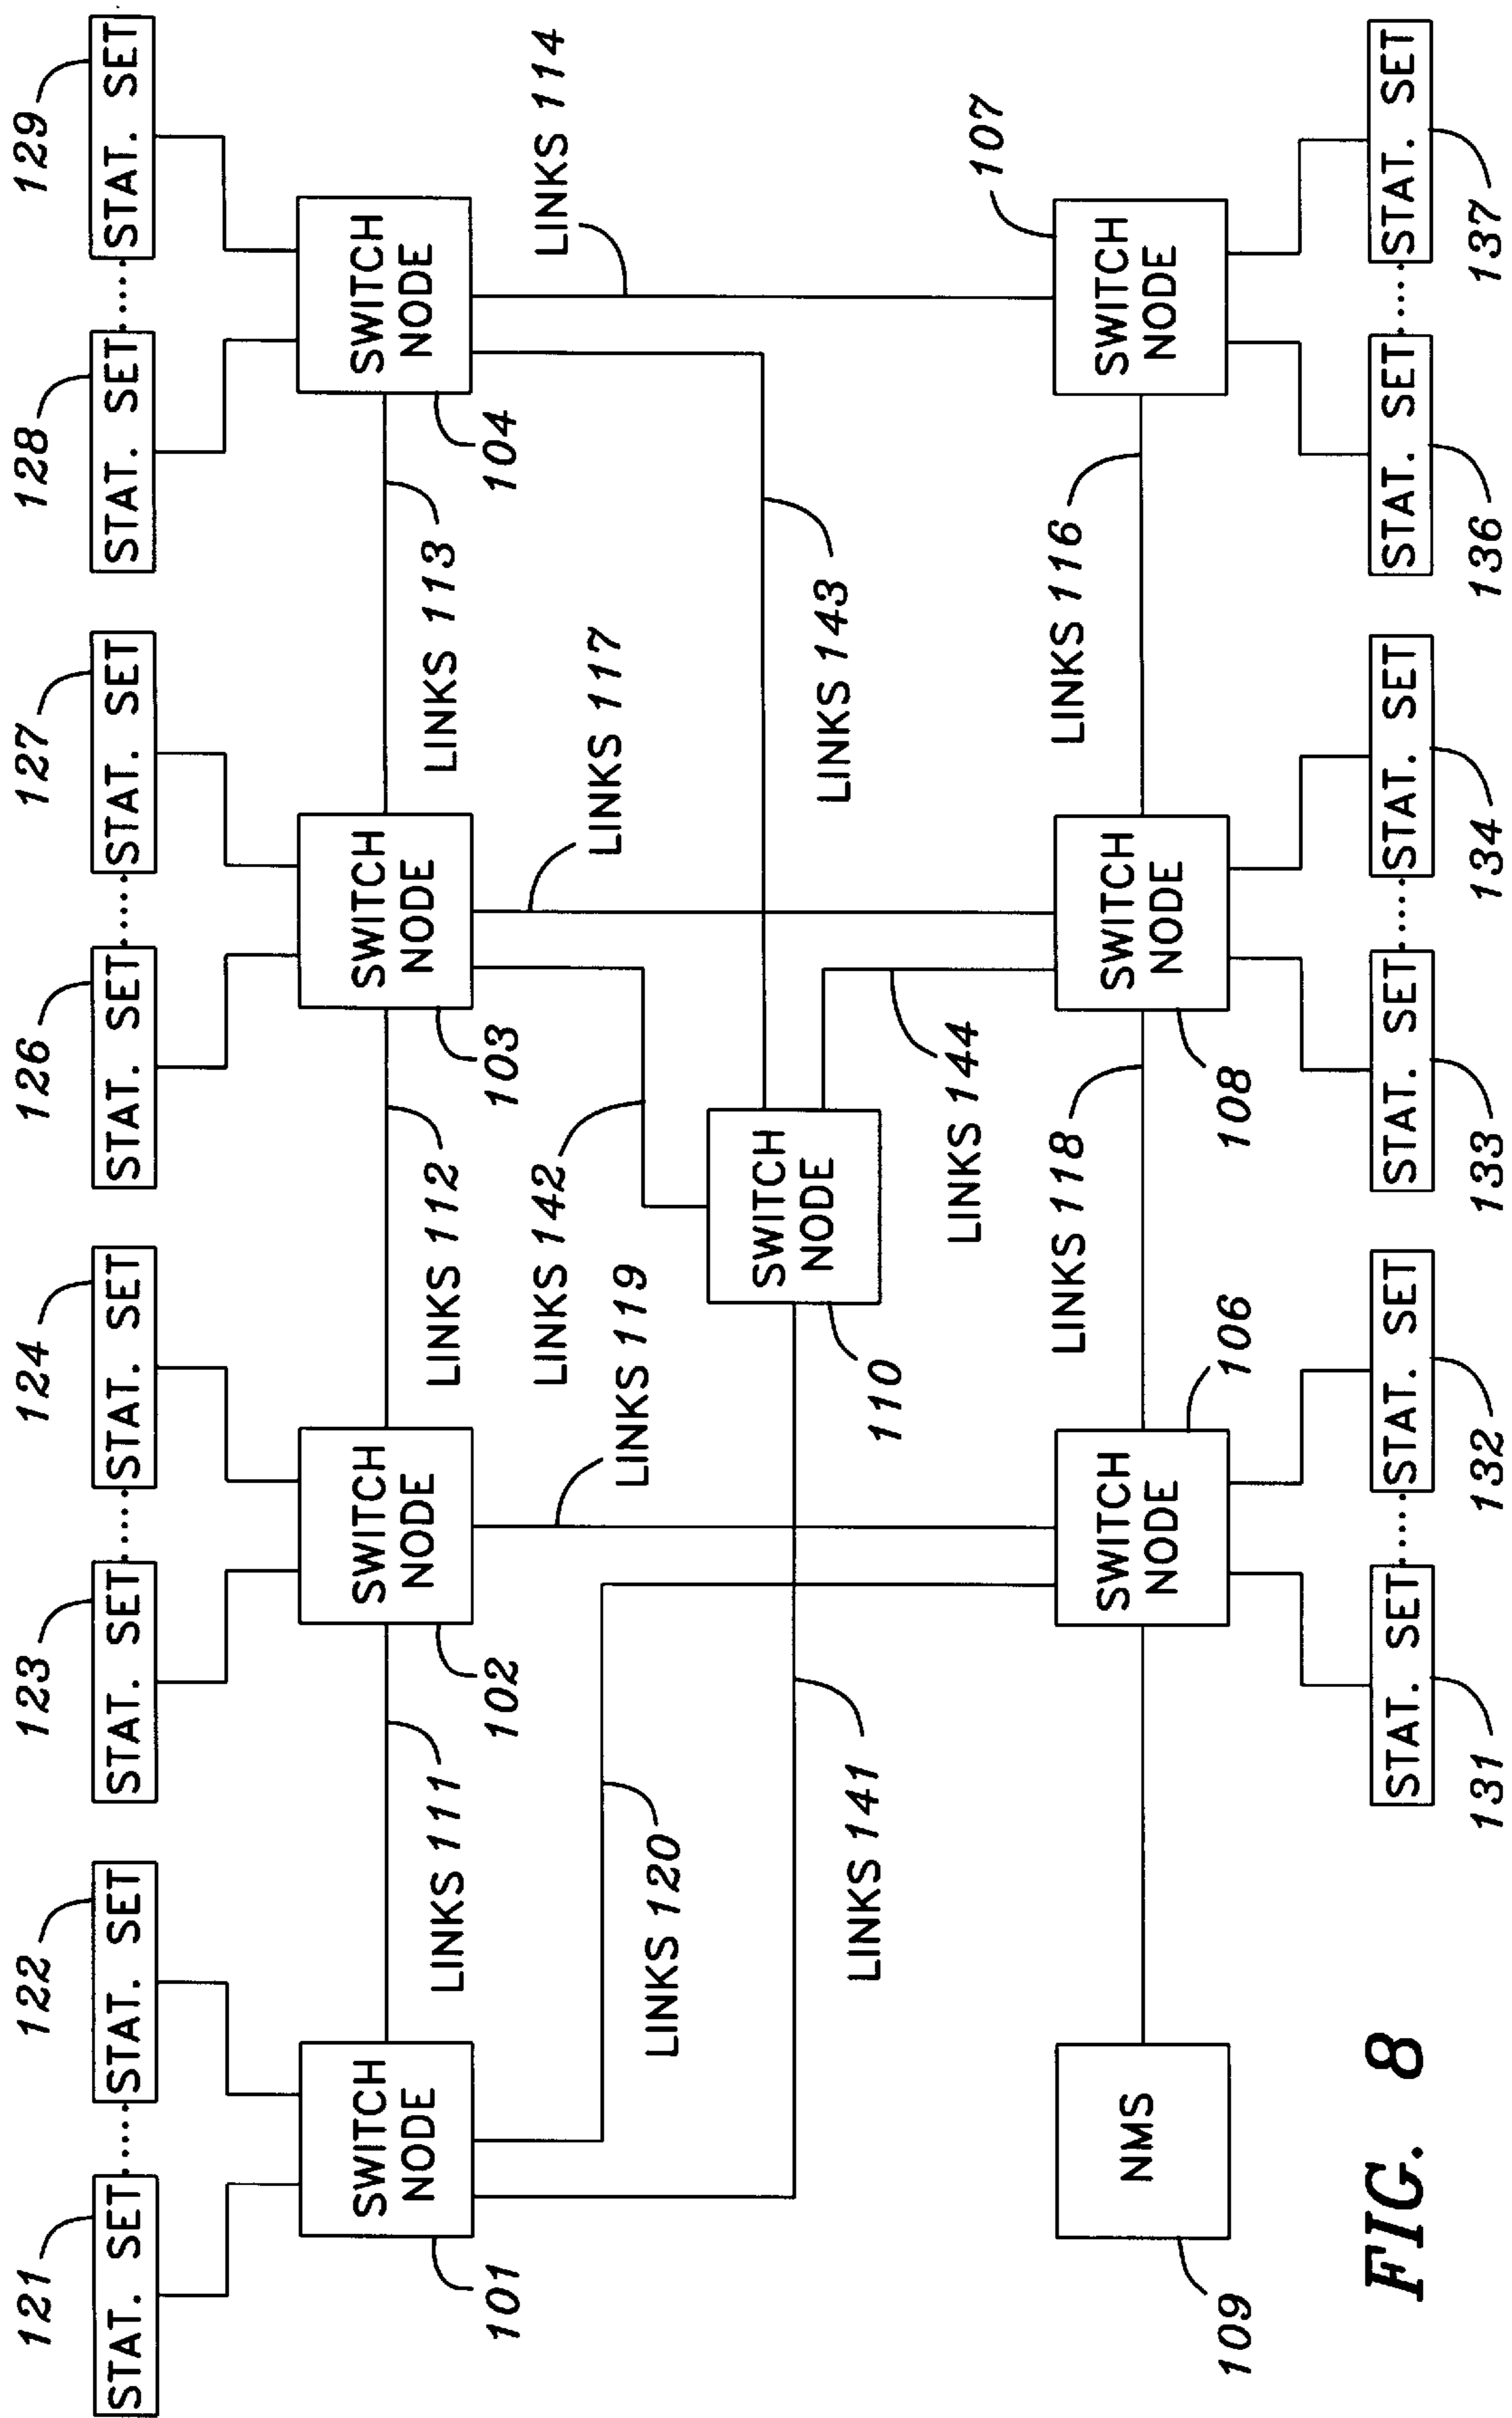 121
122
123
124
126
127
128
129
STAT. SET
STAT. SET
STAT. SET
STAT. SET
STAT. SET
STAT. SET
STAT. SET
STAT. SET
SWITCH
NODE
SWITCH
NODE
SWITCH
NODE
SWITCH
NODE
101
LINKS 111
102
LINKS 112
103
LINKS 113
104
LINKS 114
LINKS 120
LINKS 119
LINKS 142
LINKS 117
LINKS 141
SWITCH
NODE
110
LINKS 143
LINKS 144
107
LINKS 118
LINKS 116
NMS
SWITCH
NODE
SWITCH
NODE
SWITCH
NODE
109
106
108
STAT. SET
STAT. SET
STAT. SET
STAT. SET
STAT. SET
STAT. SET
131
132
133
134
136
137
FIG. 8